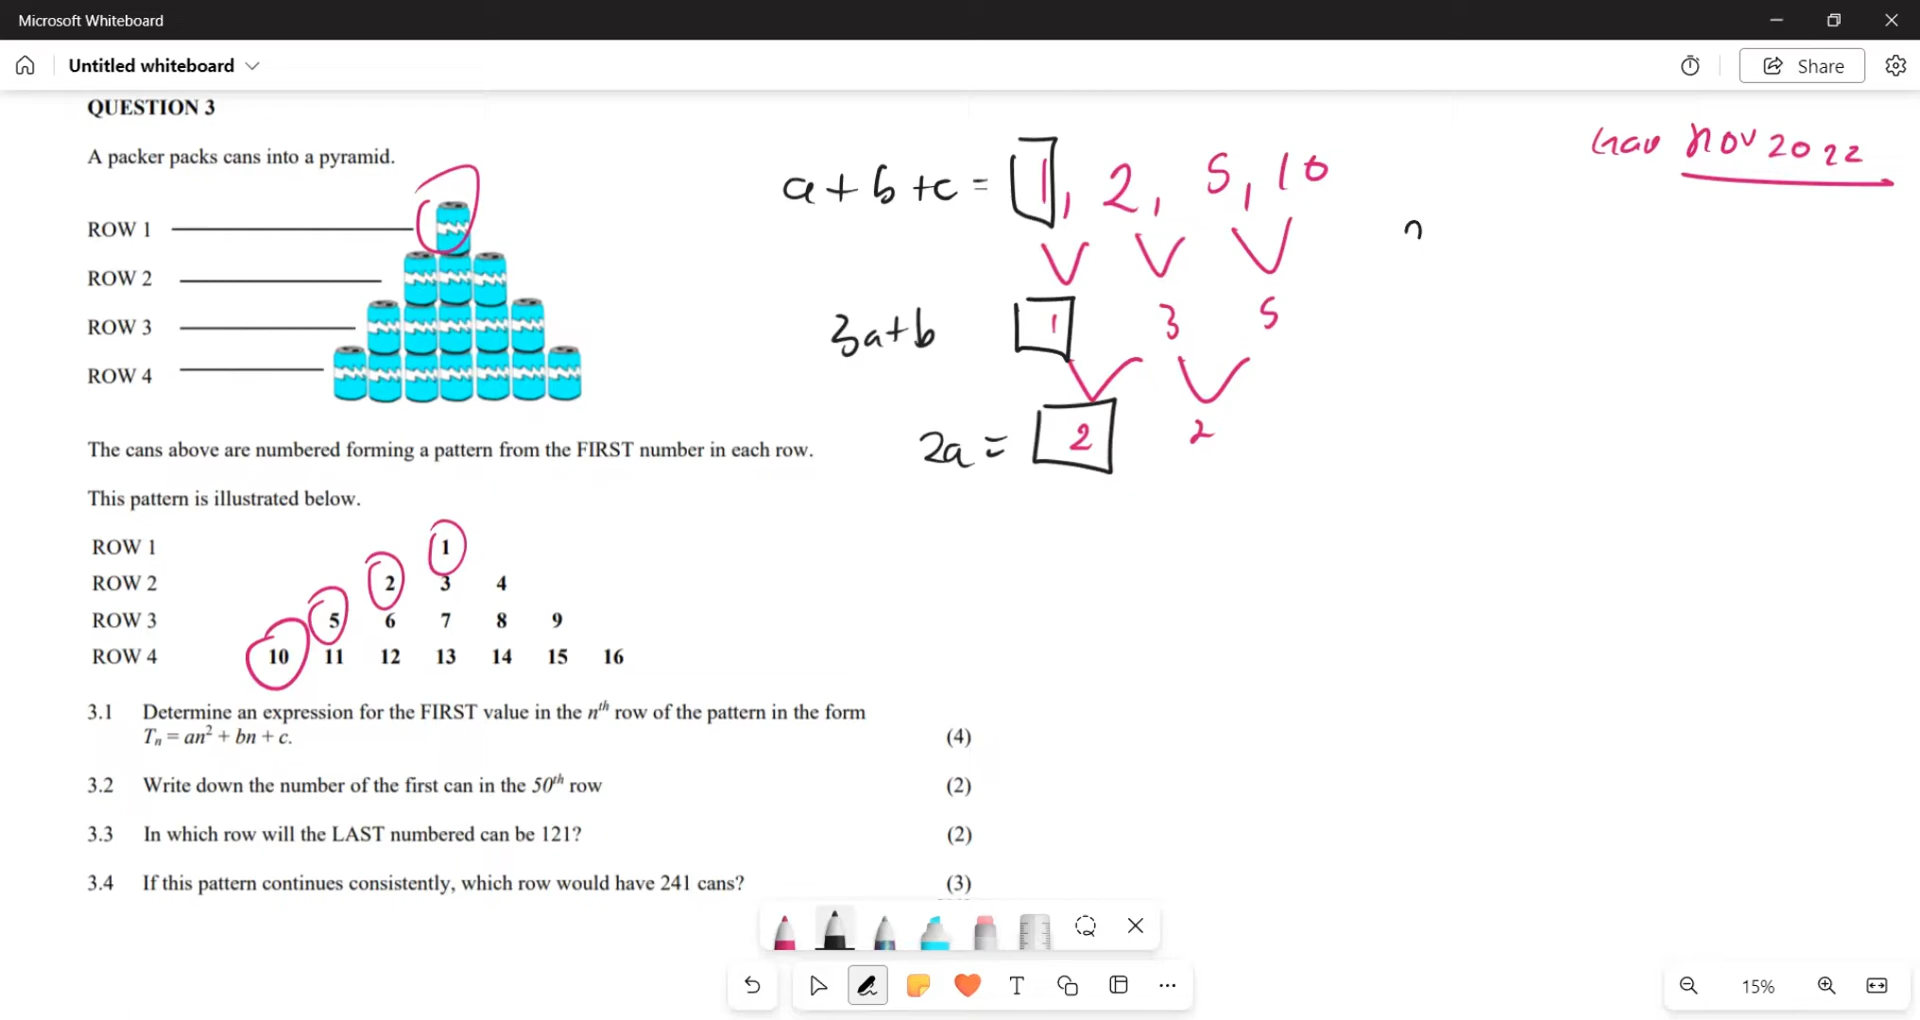 Microsoft Whiteboard
Untitled whiteboard
Share
QUESTION 3
A packer packs cans into a pyramid.
ROW 1
ROW 2
ROW 3
ROW 4
The cans above are numbered forming a pattern from the FIRST number in each row.
This pattern is illustrated below.
ROW 1 1
ROW 2 2 3 4
ROW 3 5 6 7 8 9
ROW 4 10 11 12 13 14 15 16
3.1 Determine an expression for the FIRST value in the nᵗʰ row of the pattern in the form
Tₙ = an² + bn + c. (4)
3.2 Write down the number of the first can in the 50ᵗʰ row (2)
3.3 In which row will the LAST numbered can be 121? (2)
3.4 If this pattern continues consistently, which row would have 241 cans? (3)
a + b + c = 1, 2, 5, 10
3a+b 1 3 5
2a = 2 2
Nov 2022
15%